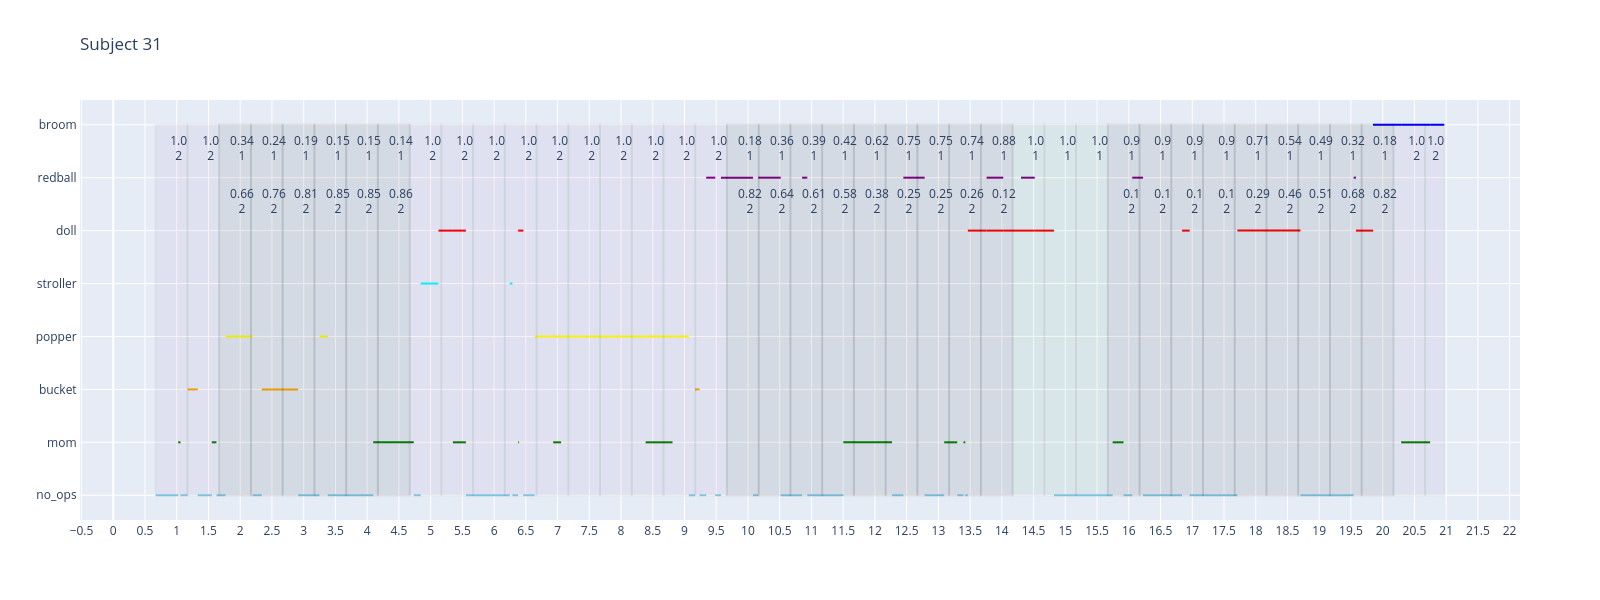 Subject 31
broom
1.0 1.0 0.34 0.24 0.19 0.15 0.15 0.14 1.0 1.0 1.0 1.0 1.0 1.0 1.0 1.0 1.0 1.0 0.18 0.36 0.39 0.42 0.62 0.75 0.75 0.74 0.88 1.0 1.0 1.0 0.9 0.9 0.9 0.9 0.71 0.54 0.49 0.32 0.18 1.0 1.0
2 2 1 1 1 1 1 1 2 2 2 2 2 2 2 2 2 2 1 1 1 1 1 1 1 1 1 1 1 1 1 1 1 1 1 1 1 1 1 2 2
redball
0.66 0.76 0.81 0.85 0.85 0.86 0.82 0.64 0.61 0.58 0.38 0.25 0.25 0.26 0.12 0.1 0.1 0.1 0.1 0.29 0.46 0.51 0.68 0.82
2 2 2 2 2 2 2 2 2 2 2 2 2 2 2 2 2 2 2 2 2 2 2 2
doll
stroller
popper
bucket
mom
no_ops
−0.5 0 0.5 1 1.5 2 2.5 3 3.5 4 4.5 5 5.5 6 6.5 7 7.5 8 8.5 9 9.5 10 10.5 11 11.5 12 12.5 13 13.5 14 14.5 15 15.5 16 16.5 17 17.5 18 18.5 19 19.5 20 20.5 21 21.5 22